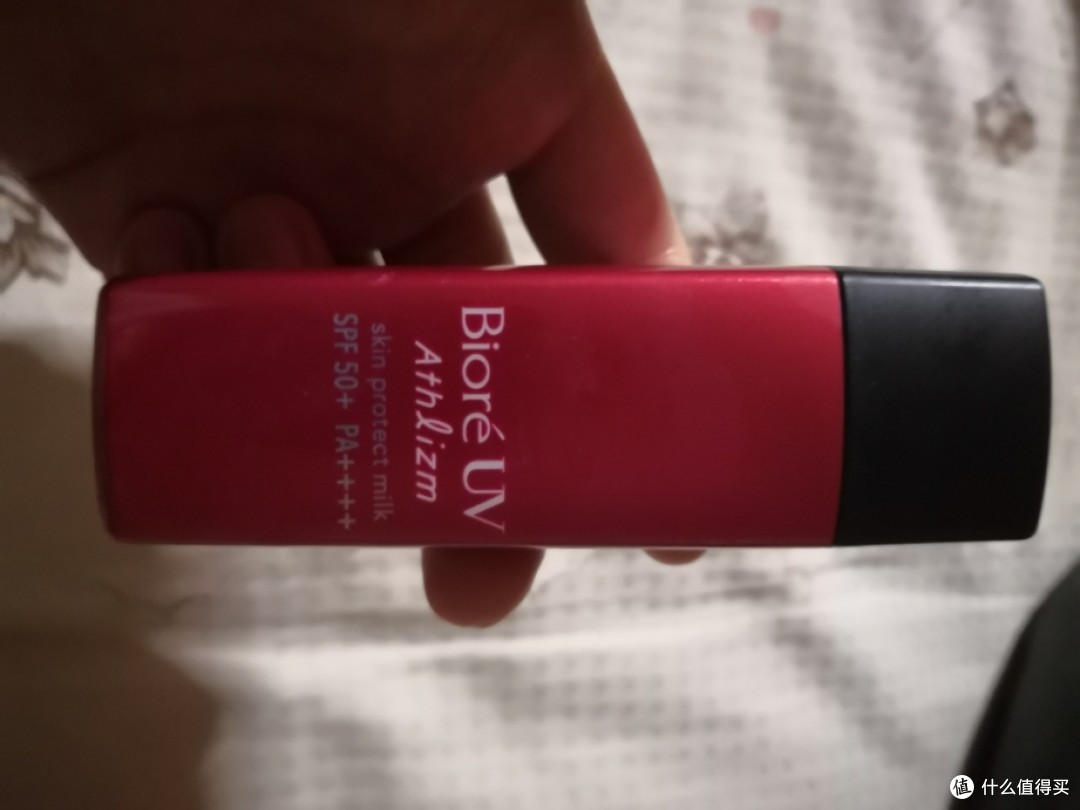 Bioré UV
Athlizm
skin protect milk
SPF 50+ PA++++
值 什么值得买